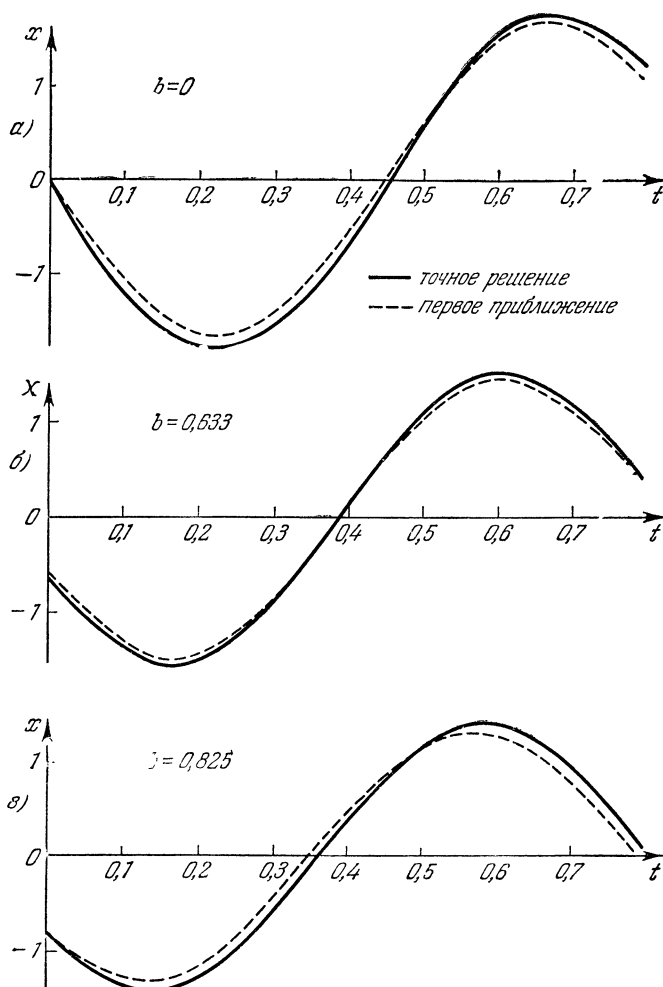 x
1
b=0
а)
0
0,1 0,2 0,3 0,4 0,5 0,6 0,7 t
−1
точное решение
первое приближение
x
1
b=0,633
б)
0
0,1 0,2 0,3 0,4 0,5 0,6 0,7 t
−1
x
1
=0,825
в)
0
0,1 0,2 0,3 0,4 0,5 0,6 0,7 t
−1